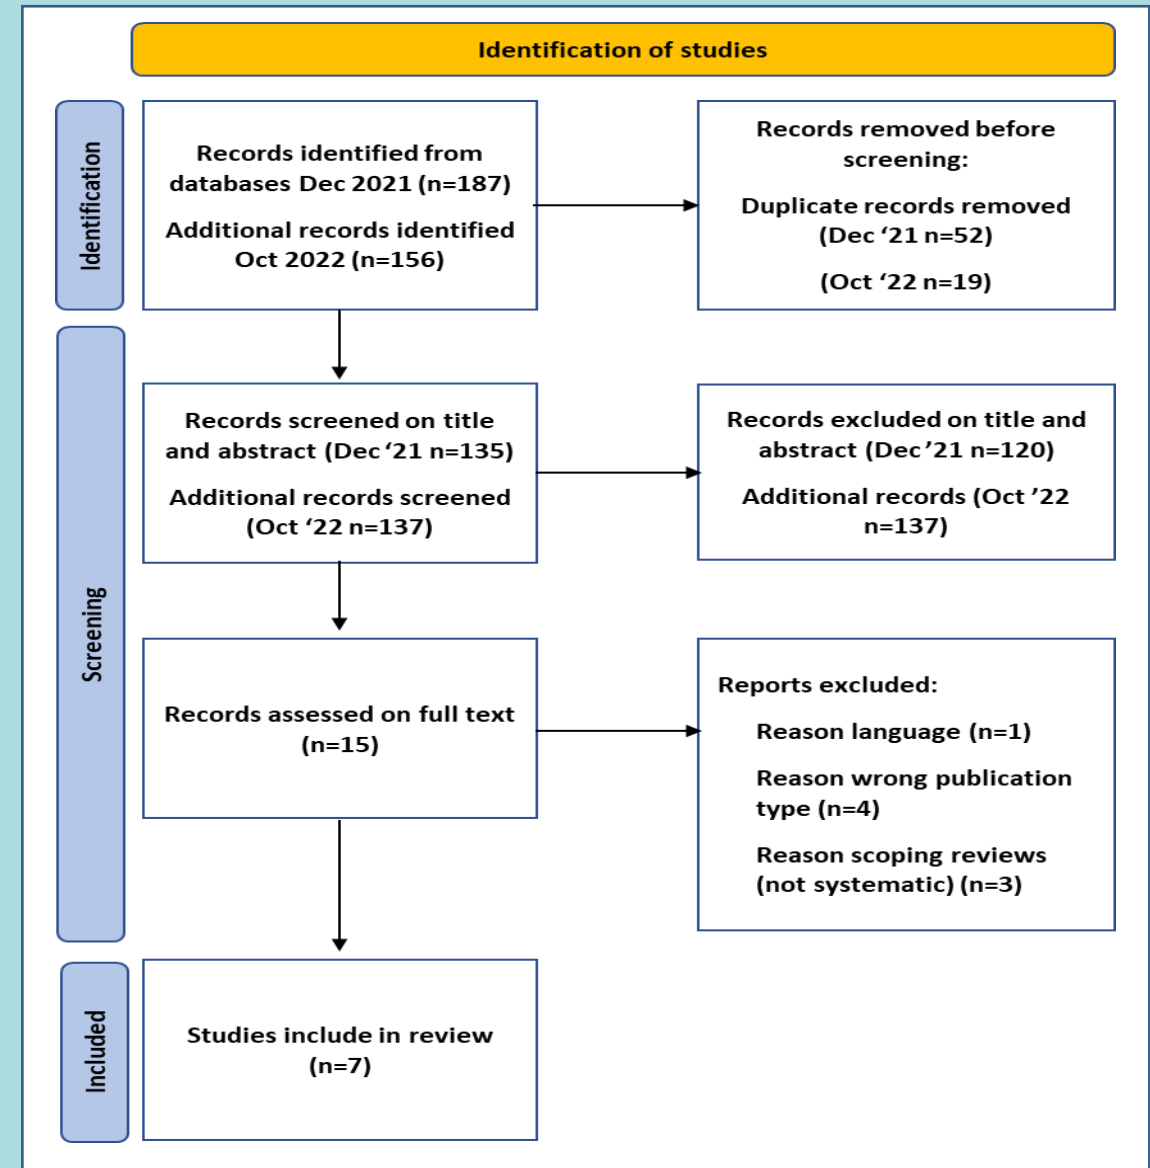 Identification of studies
Identification
Records identified from
databases Dec 2021 (n=187)
Additional records identified
Oct 2022 (n=156)
Records removed before
screening:
Duplicate records removed
(Dec ‘21 n=52)
(Oct ‘22 n=19)
Screening
Records screened on title
and abstract (Dec ‘21 n=135)
Additional records screened
(Oct ‘22 n=137)
Records excluded on title and
abstract (Dec ’21 n=120)
Additional records (Oct ’22
n=137)
Records assessed on full text
(n=15)
Reports excluded:
Reason language (n=1)
Reason wrong publication
type (n=4)
Reason scoping reviews
(not systematic) (n=3)
Included
Studies include in review
(n=7)